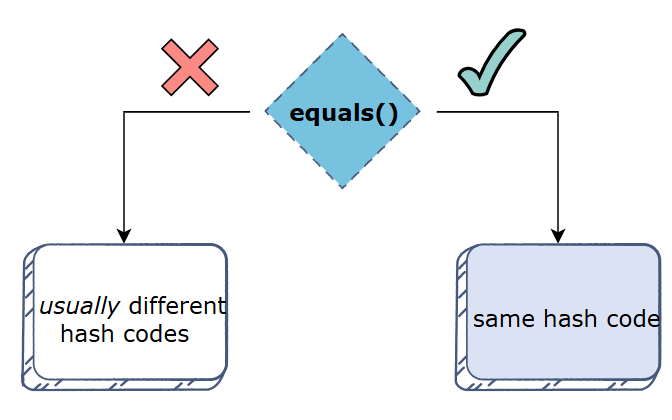 equals()
usually different
hash codes
same hash code